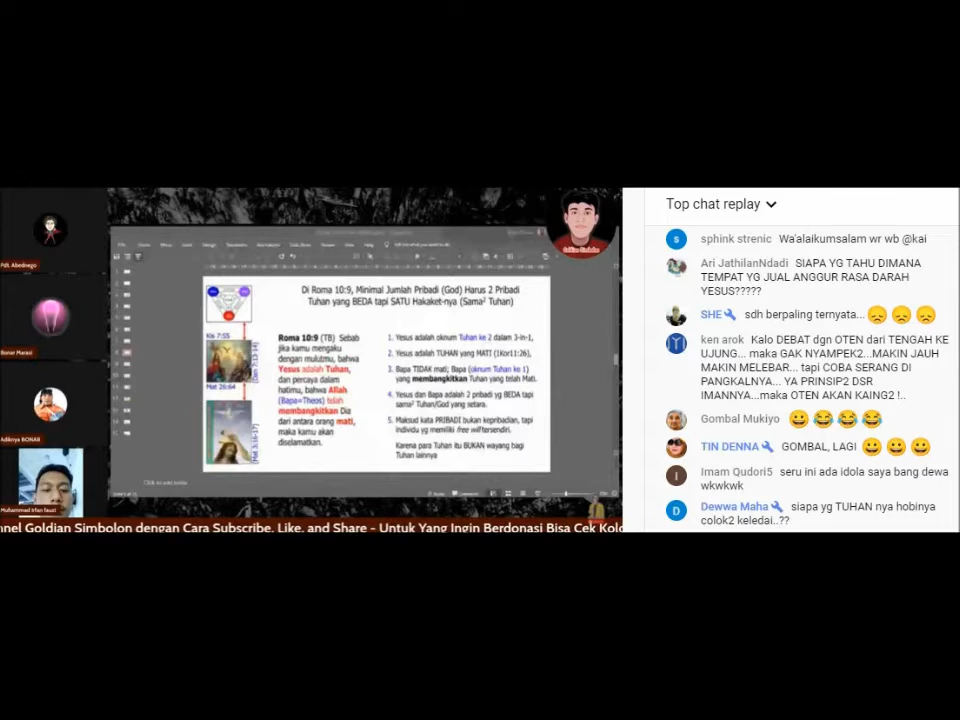 Pdt. Abednego
Bonar Marasi
Adiknya BONAR
Muhammad Irfan fauzi
Di Roma 10:9, Minimal Jumlah Pribadi (God) Harus 2 Pribadi
Tuhan yang BEDA tapi SATU Hakaket-nya (Sama² Tuhan)
Kis 7:55
(Dan 7:13-14)
Mat 26:64
(Mat 3:16-17)
Roma 10:9 (TB) Sebab
jika kamu mengaku
dengan mulutmu, bahwa
Yesus adalah Tuhan,
dan percaya dalam
hatimu, bahwa Allah
(Bapa=Theos) telah
membangkitkan Dia
dari antara orang mati,
maka kamu akan
diselamatkan.
1. Yesus adalah oknum Tuhan ke 2 dalam 3-in-1,
2. Yesus adalah TUHAN yang MATI (1Kor11:26),
3. Bapa TIDAK mati; Bapa (oknum Tuhan ke 1)
yang membangkitkan Tuhan yang telah Mati.
4. Yesus dan Bapa adalah 2 pribadi yg BEDA tapi
sama² Tuhan/God yang setara.
5. Maksud kata PRIBADI bukan kepribadian, tapi
individu yg memiliki free will tersendiri.
Karena para Tuhan itu BUKAN wayang bagi
Tuhan lainnya
nnel Goldian Simbolon dengan Cara Subscribe, Like, and Share - Untuk Yang Ingin Berdonasi Bisa Cek Kolo
Top chat replay
sphink strenic Wa'alaikumsalam wr wb @kai
Ari JathilanNdadi SIAPA YG TAHU DIMANA
TEMPAT YG JUAL ANGGUR RASA DARAH
YESUS?????
SHE sdh berpaling ternyata... 😞 😞 😞
ken arok Kalo DEBAT dgn OTEN dari TENGAH KE
UJUNG... maka GAK NYAMPEK2...MAKIN JAUH
MAKIN MELEBAR... tapi COBA SERANG DI
PANGKALNYA... YA PRINSIP2 DSR
IMANNYA...maka OTEN AKAN KAING2 !..
Gombal Mukiyo 😀 😂 😂 😂
TIN DENNA GOMBAL, LAGI 😀 😀 😀
I
Imam Qudori5 seru ini ada idola saya bang dewa
wkwkwk
D
Dewwa Maha siapa yg TUHAN nya hobinya
colok2 keledai..??